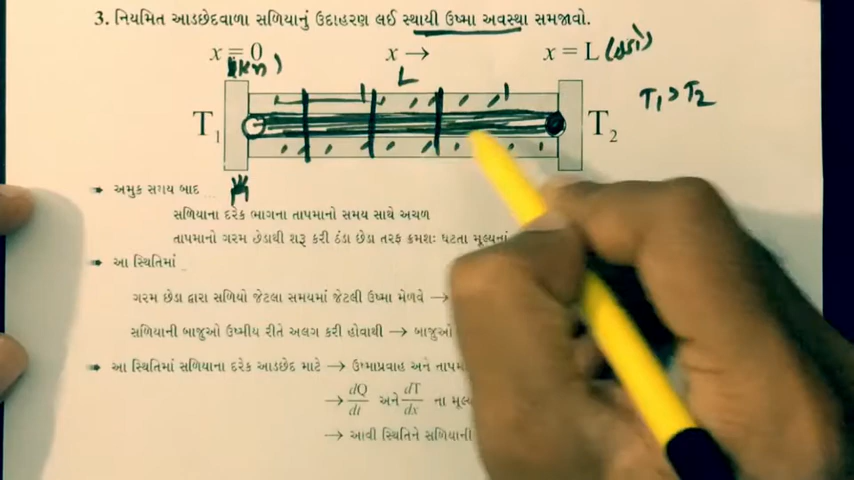 3. નિયમિત આડછેદવાળા સળિયાનું ઉદાહરણ લઈ સ્થાયી ઉષ્મા અવસ્થા સમજાવો.
x = 0 x → x = L
L
T₁ T₂ T₁ > T₂
અમુક સમય બાદ
સળિયાના દરેક ભાગના તાપમાનો સમય સાથે અચળ
તાપમાનો ગરમ છેડાથી શરૂ કરી ઠંડા છેડા તરફ ક્રમશઃ ઘટતા મૂલ્યનાં
આ સ્થિતિમાં
ગરમ છેડા દ્વારા સળિયો જેટલા સમયમાં જેટલી ઉષ્મા મેળવે →
સળિયાની બાજુઓ ઉષ્મીય રીતે અલગ કરી હોવાથી → બાજુઓ
આ સ્થિતિમાં સળિયાના દરેક આડછેદ માટે → ઉષ્માપ્રવાહ અને
→ dQ/dt અને dT/dx ના
→ આવી સ્થિતિને સળિયાની